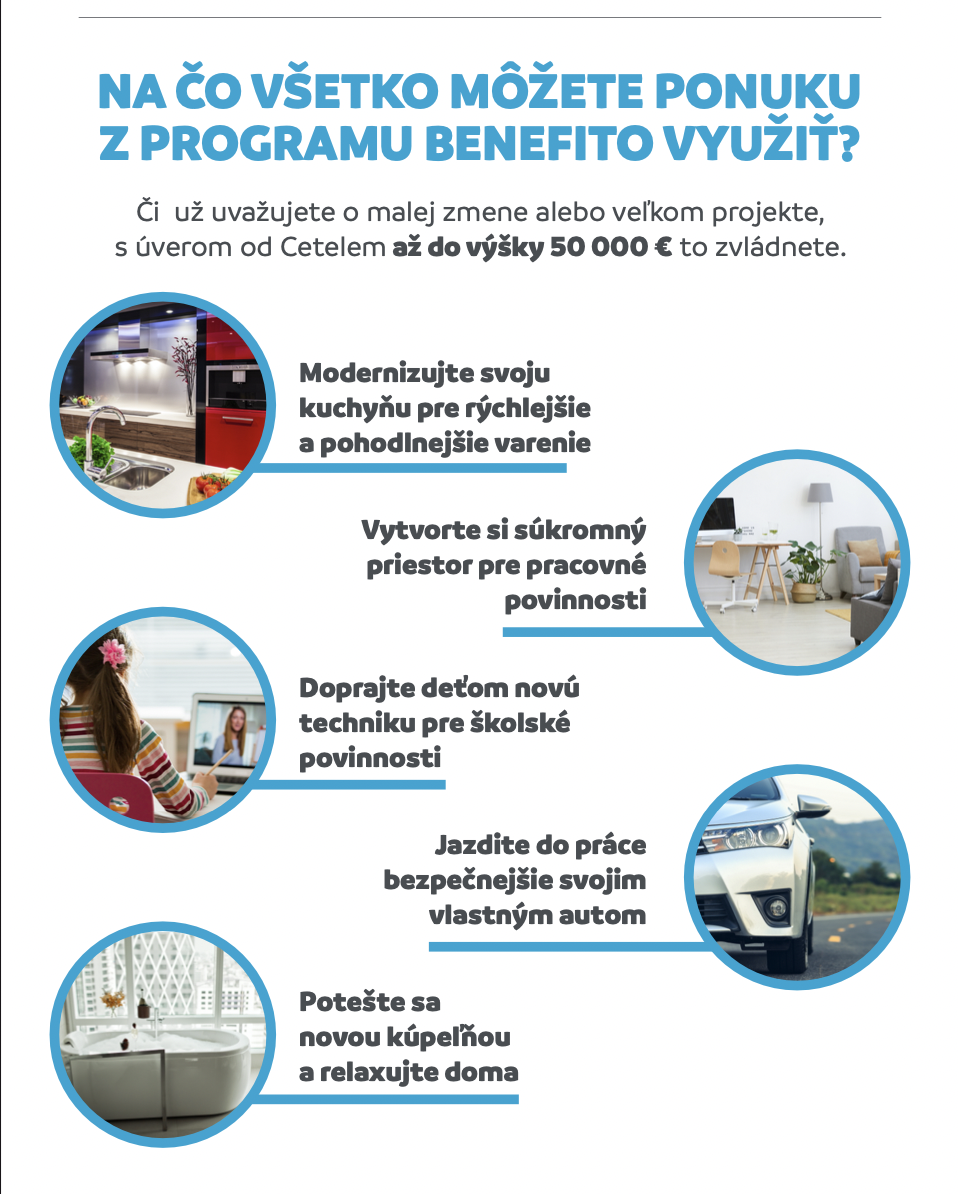 NA ČO VŠETKO MÔŽETE PONUKU
Z PROGRAMU BENEFITO VYUŽIŤ?
Či už uvažujete o malej zmene alebo veľkom projekte,
s úverom od Cetelem až do výšky 50 000 € to zvládnete.
Modernizujte svoju
kuchyňu pre rýchlejšie
a pohodlnejšie varenie
Vytvorte si súkromný
priestor pre pracovné
povinnosti
Doprajte deťom novú
techniku pre školské
povinnosti
Jazdite do práce
bezpečnejšie svojim
vlastným autom
Potešte sa
novou kúpeľňou
a relaxujte doma